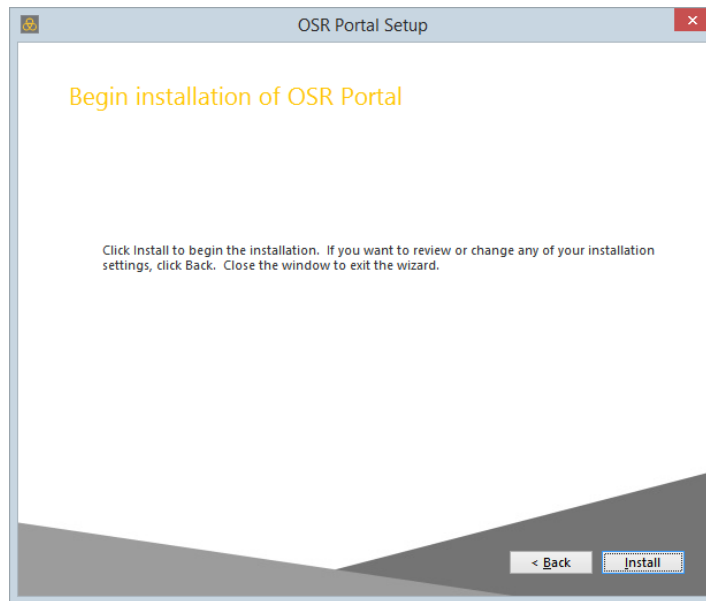 OSR Portal Setup
Begin installation of OSR Portal
Click Install to begin the installation.  If you want to review or change any of your installation
settings, click Back.  Close the window to exit the wizard.
< Back
Install